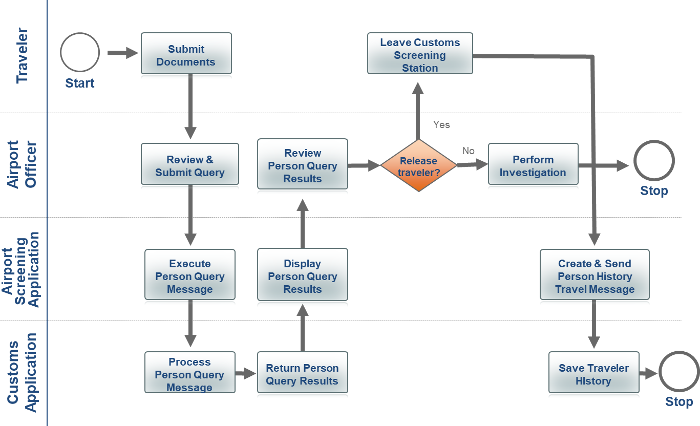 Traveler
Start
Submit
Documents
Leave Customs
Screening
Station
Airport
Officer
Review &
Submit Query
Review
Person Query
Results
Release
traveler?
Yes
No
Perform
Investigation
Stop
Airport
Screening
Application
Execute
Person Query
Message
Display
Person Query
Results
Create & Send
Person History
Travel Message
Customs
Application
Process
Person Query
Message
Return Person
Query Results
Save Traveler
HIstory
Stop